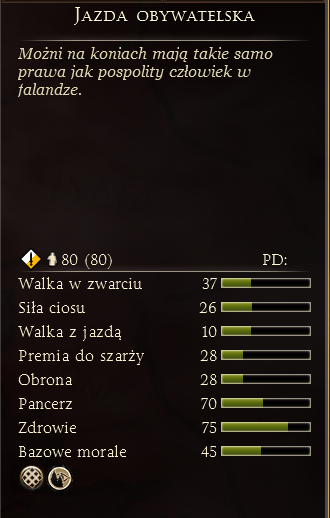 Jazda obywatelska
Możni na koniach mają takie samo
prawa jak pospolity człowiek w
falandze.
80 (80) PD:
Walka w zwarciu 37
Siła ciosu 26
Walka z jazdą 10
Premia do szarży 28
Obrona 28
Pancerz 70
Zdrowie 75
Bazowe morale 45